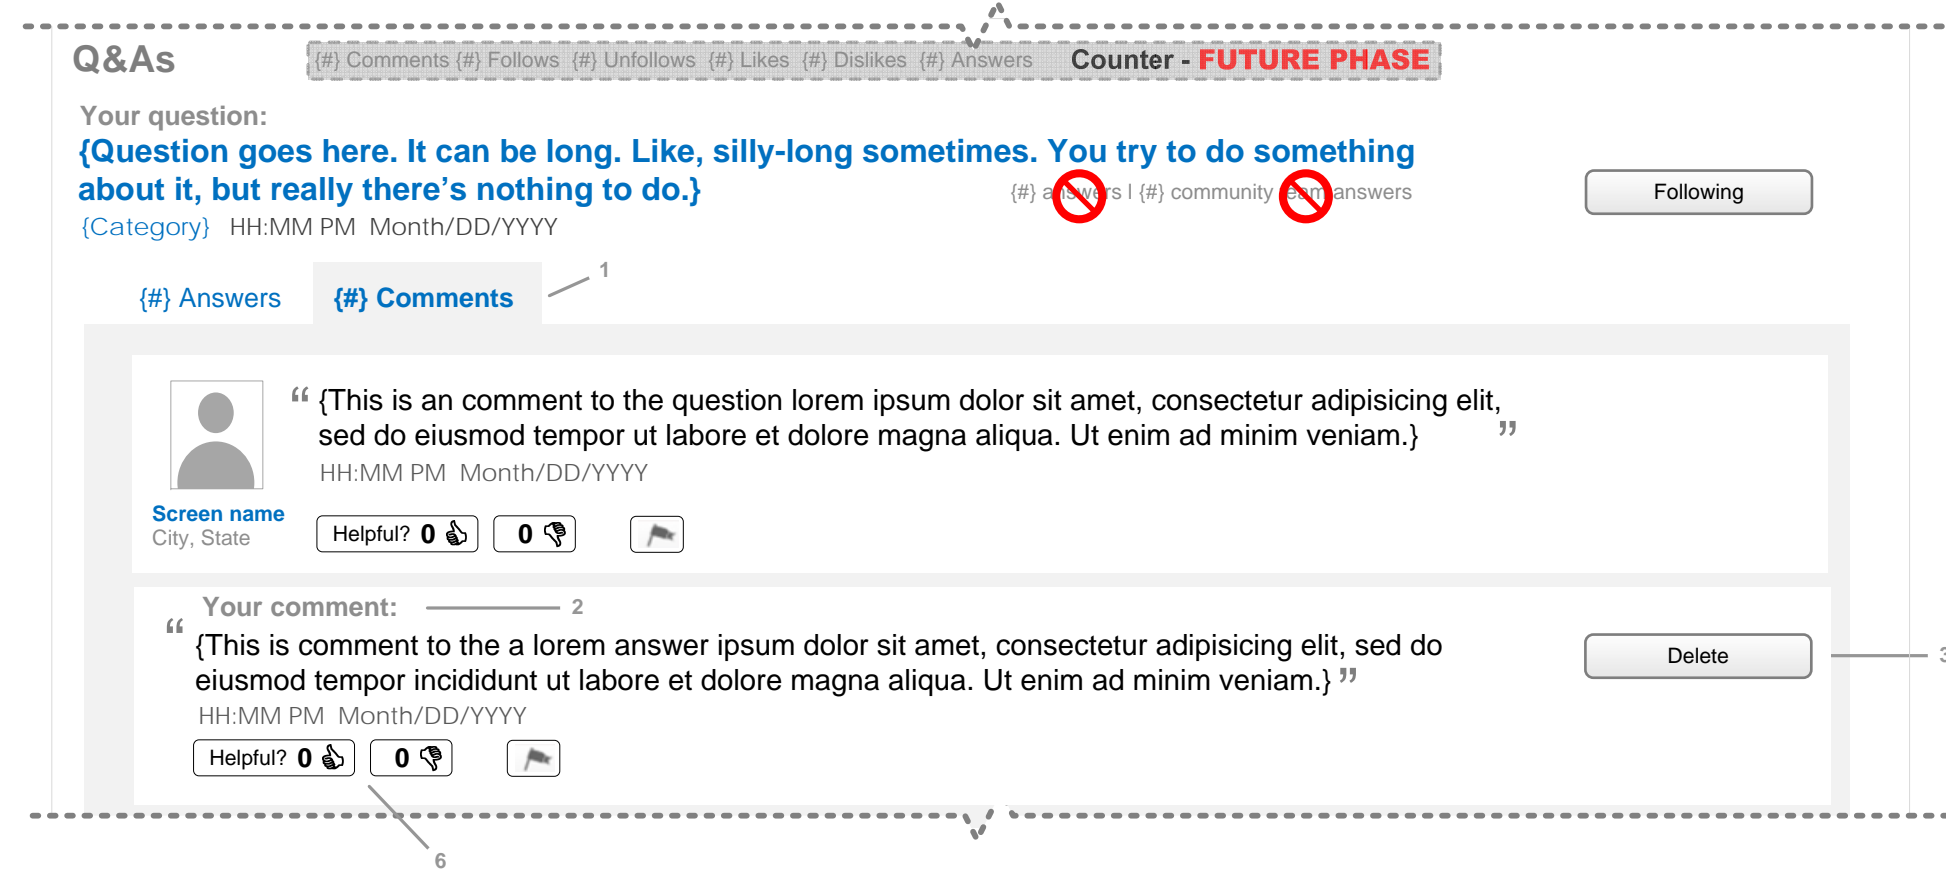 Q&As
{#} Comments {#} Follows {#} Unfollows {#} Likes {#} Dislikes {#} Answers Counter - FUTURE PHASE
Your question:
{Question goes here. It can be long. Like, silly-long sometimes. You try to do something
about it, but really there's nothing to do.}
{#} answers | {#} community team answers
Following
{Category} HH:MM PM Month/DD/YYYY
1
{#} Answers {#} Comments
“ {This is an comment to the question lorem ipsum dolor sit amet, consectetur adipisicing elit,
sed do eiusmod tempor ut labore et dolore magna aliqua. Ut enim ad minim veniam.} ”
HH:MM PM Month/DD/YYYY
Screen name
City, State
Helpful? 0 0
Your comment: 2
“ {This is comment to the a lorem answer ipsum dolor sit amet, consectetur adipisicing elit, sed do
eiusmod tempor incididunt ut labore et dolore magna aliqua. Ut enim ad minim veniam.} ”
Delete
3
HH:MM PM Month/DD/YYYY
Helpful? 0 0
6